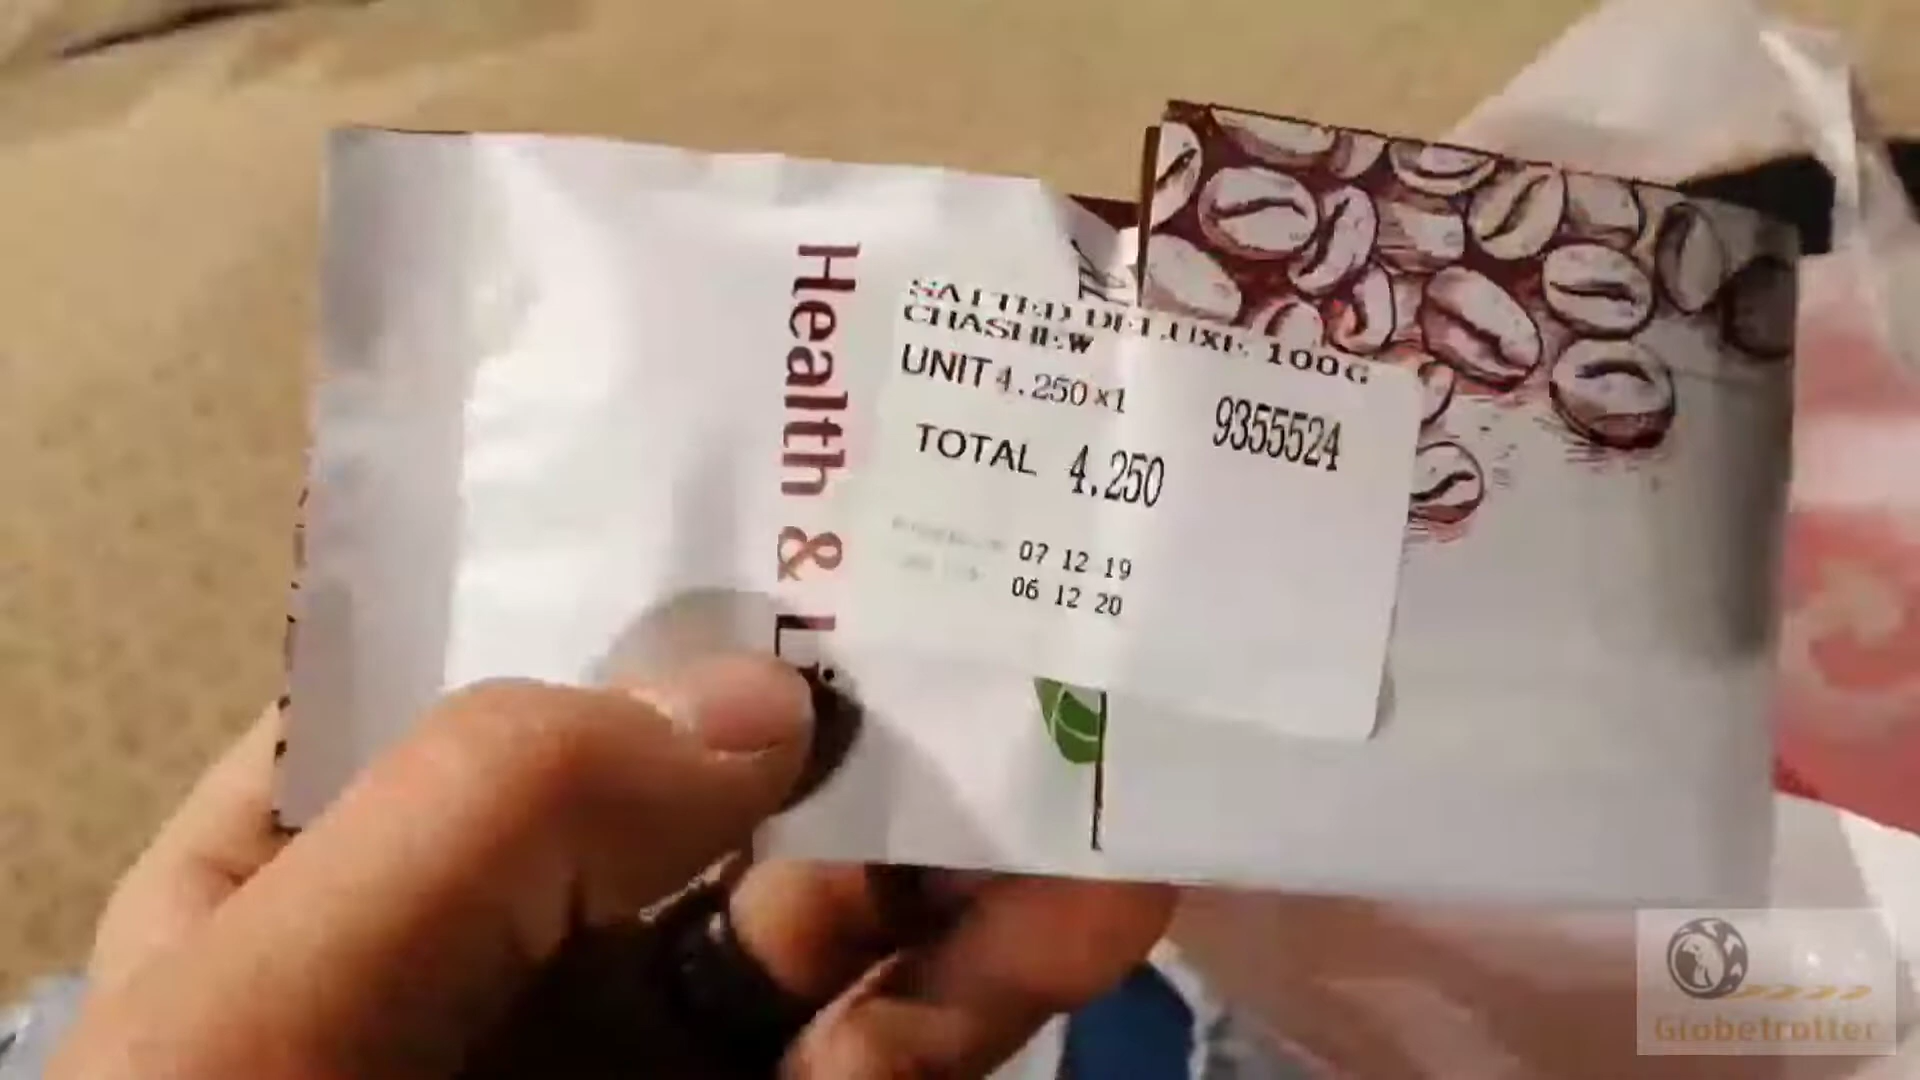 Health & Li
SALTED DELUXE 100G
CHASHEW
UNIT 4.250 x1
9355524
TOTAL 4.250
07 12 19
06 12 20
Globetrotter